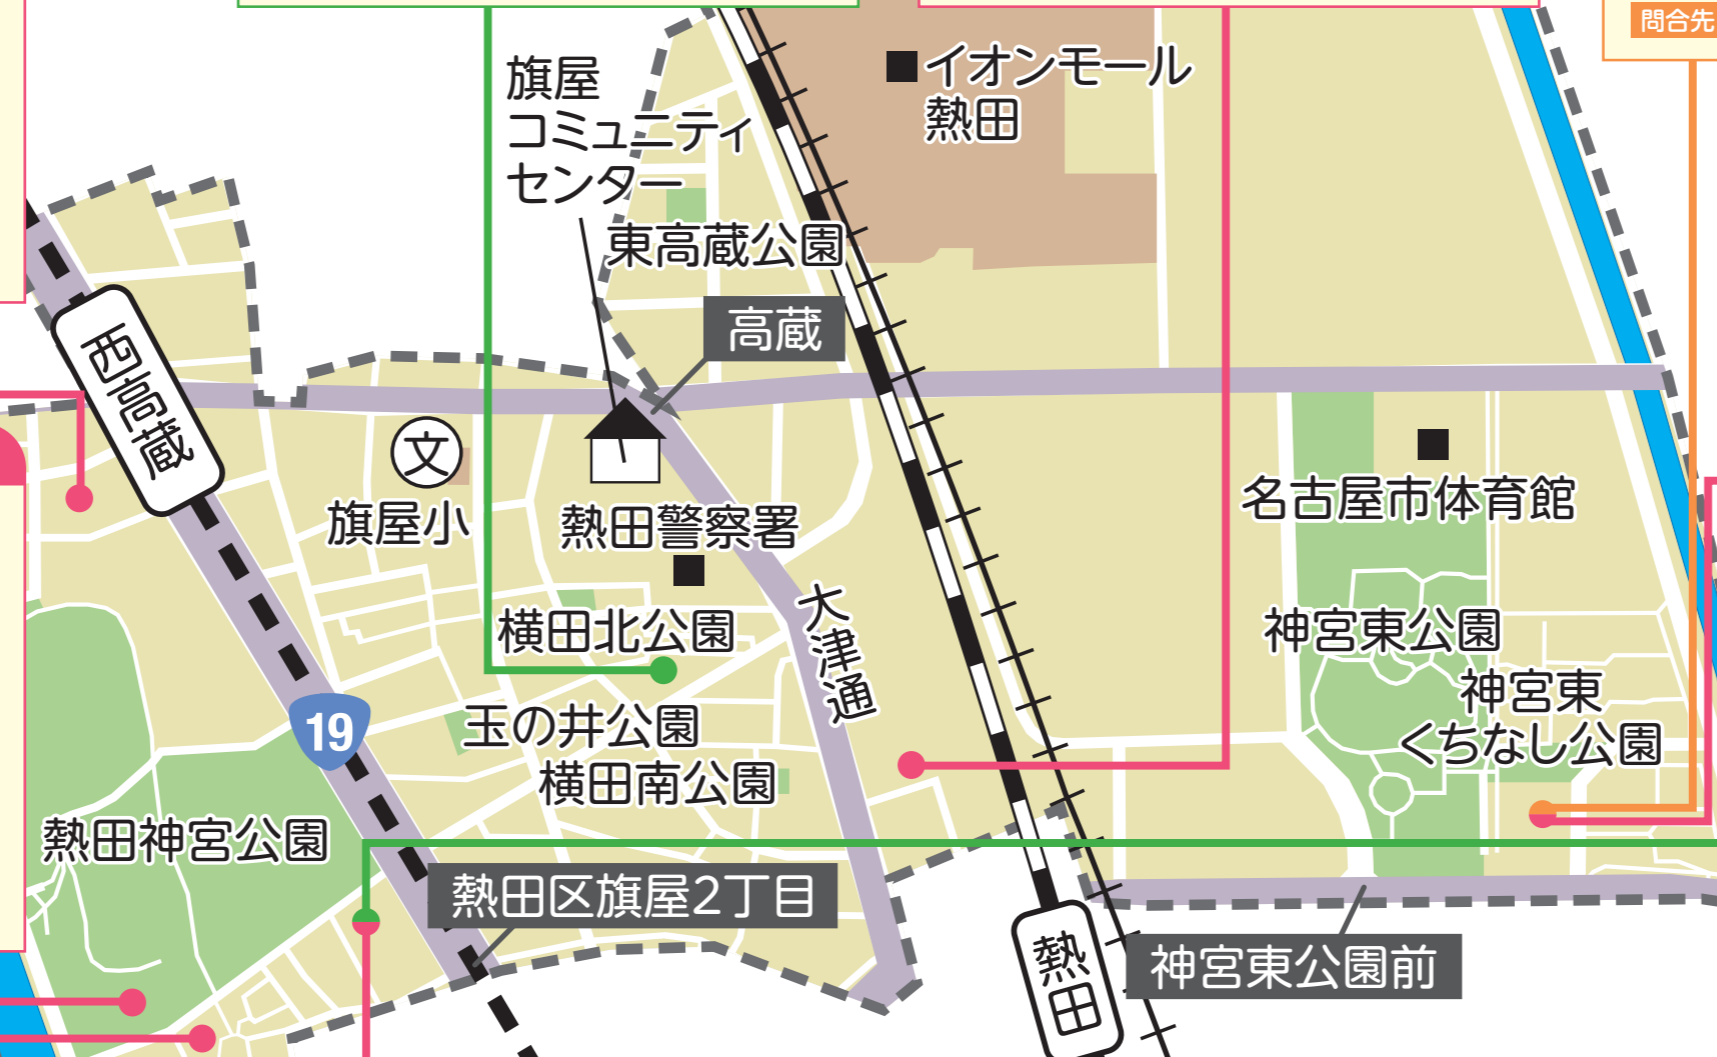 問合先
イオンモール
熱田
旗屋
コミュニティ
センター
東高蔵公園
高蔵
西高蔵
文
旗屋小
熱田警察署
名古屋市体育館
横田北公園
大津通
神宮東公園
神宮東
くちなし公園
19
玉の井公園
横田南公園
熱田神宮公園
熱田区旗屋2丁目
熱田
神宮東公園前